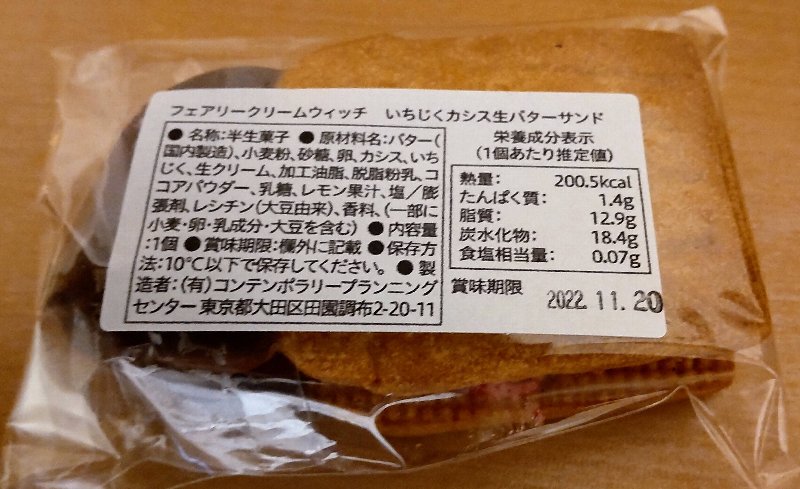 フェアリークリームウィッチ　いちじくカシス生バターサンド
● 名称:半生菓子 ● 原材料名:バター(
国内製造)、小麦粉、砂糖、卵、カシス、いち
じく、生クリーム、加工油脂、脱脂粉乳、コ
コアパウダー、乳糖、レモン果汁、塩／膨
張剤、レシチン(大豆由来)、香料、(一部に
小麦・卵・乳成分・大豆を含む) ● 内容量
:1個 ● 賞味期限:欄外に記載 ● 保存方
法:10℃以下で保存してください。 ● 製
造者:(有)コンテンポラリープランニング
センター 東京都大田区田園調布2-20-11
栄養成分表示
(1個あたり推定値)
熱量: 200.5kcal
たんぱく質: 1.4g
脂質: 12.9g
炭水化物: 18.4g
食塩相当量: 0.07g
賞味期限 2022.11.20